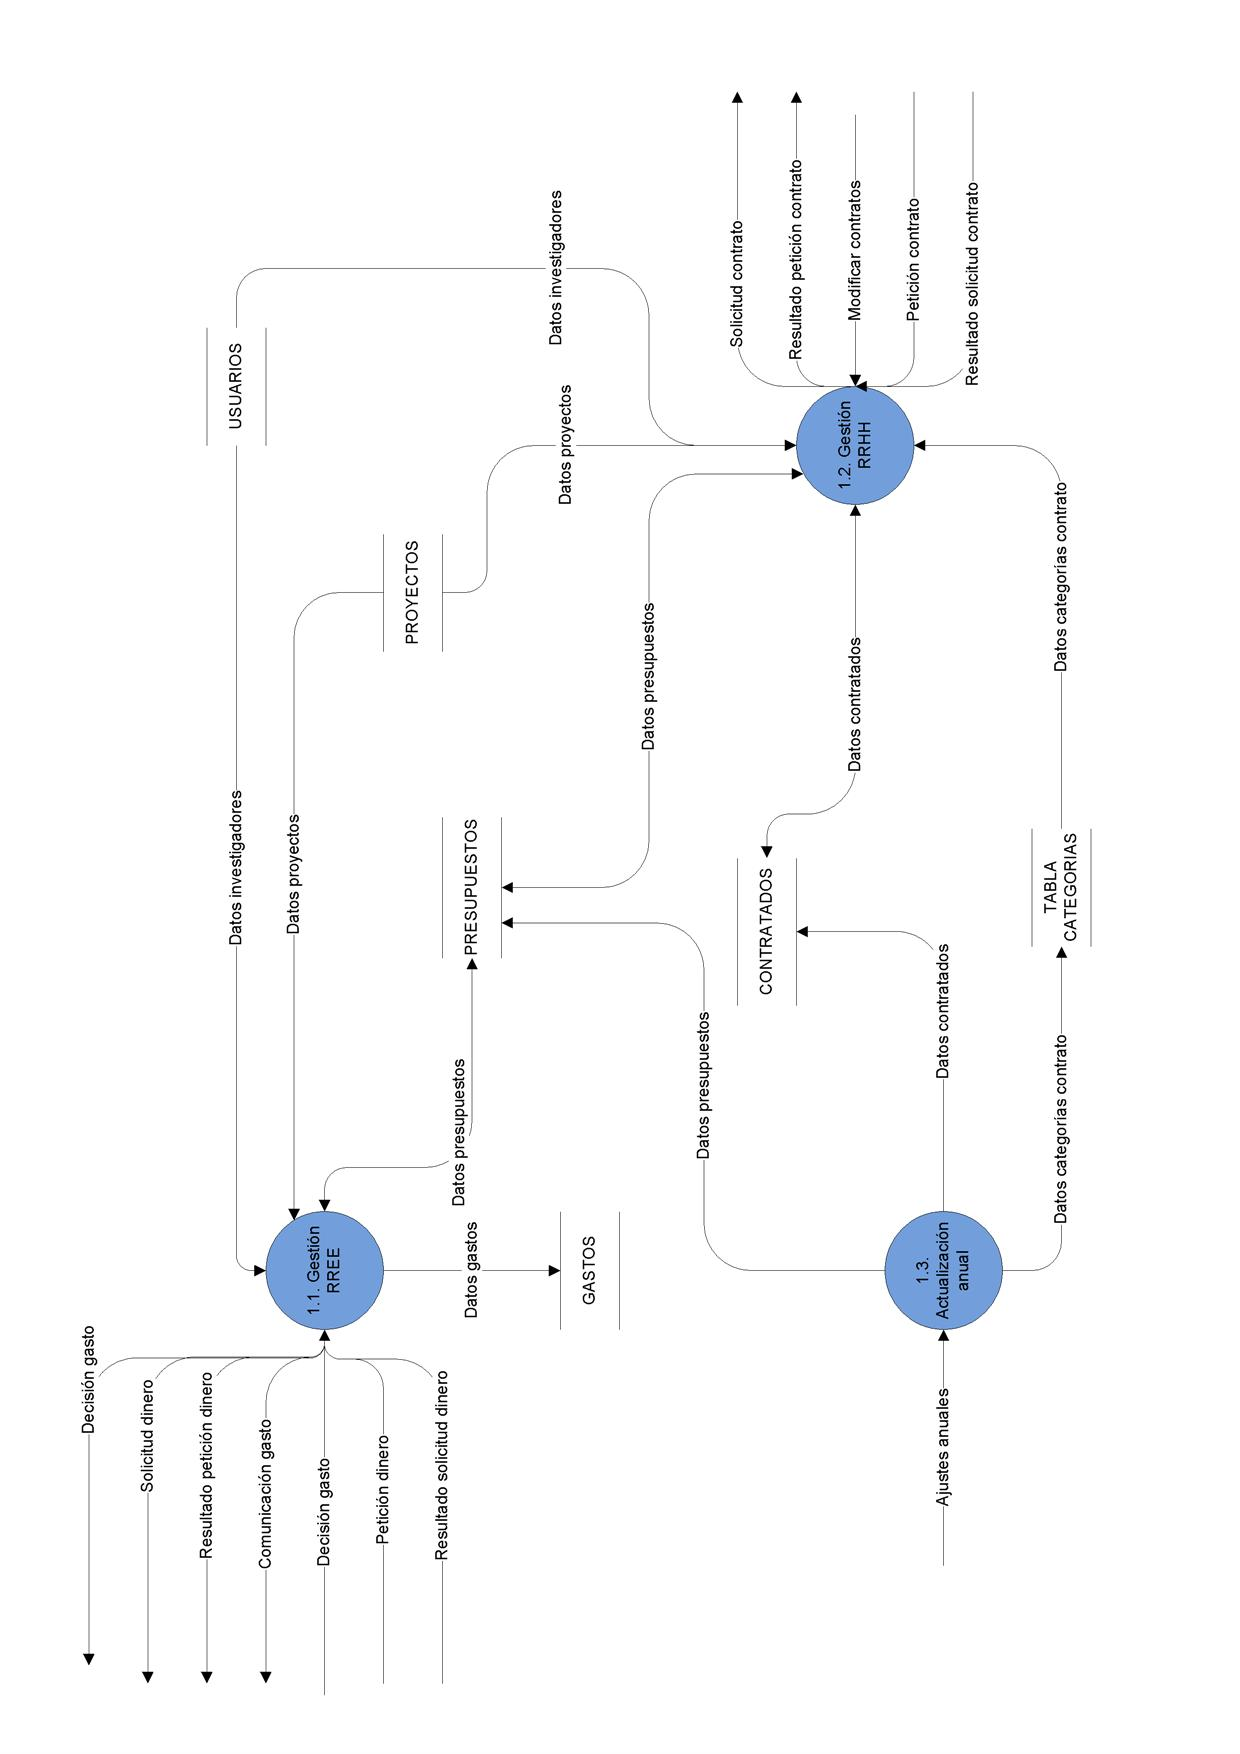 Decisión gasto
Solicitud dinero
Resultado petición dinero
Comunicación gasto
Decisión gasto
Petición dinero
Resultado solicitud dinero
1.1. Gestión
RREE
Datos investigadores
USUARIOS
Datos investigadores
Datos proyectos
PROYECTOS
Datos proyectos
Datos presupuestos
PRESUPUESTOS
Datos presupuestos
Datos gastos
GASTOS
Datos presupuestos
CONTRATADOS
Datos contratados
Solicitud contrato
Resultado petición contrato
Modificar contratos
Petición contrato
Resultado solicitud contrato
1.2. Gestión
RRHH
Ajustes anuales
1.3.
Actualización
anual
Datos contratados
Datos categorías contrato
TABLA
CATEGORIAS
Datos categorías contrato